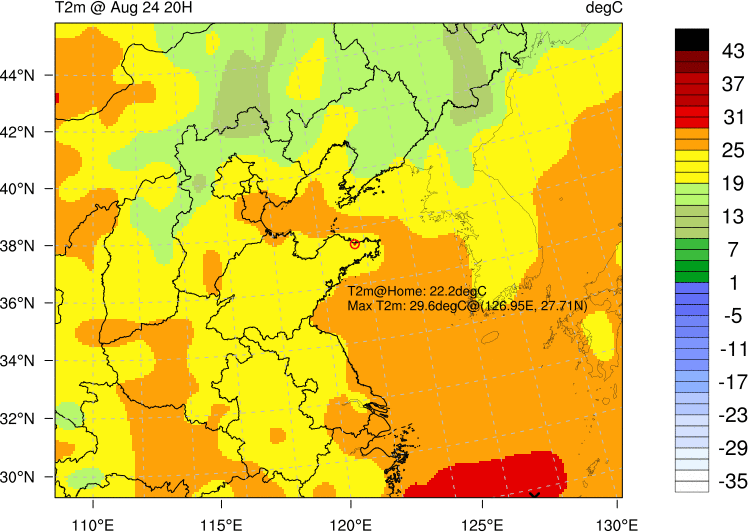 T2m @ Aug 24 20H
degC
44°N
42°N
40°N
38°N
36°N
34°N
32°N
30°N
T2m@Home: 22.2degC
Max T2m: 29.6degC@(126.95E, 27.71N)
110°E
115°E
120°E
125°E
130°E
43
37
31
25
19
13
7
1
-5
-11
-17
-23
-29
-35